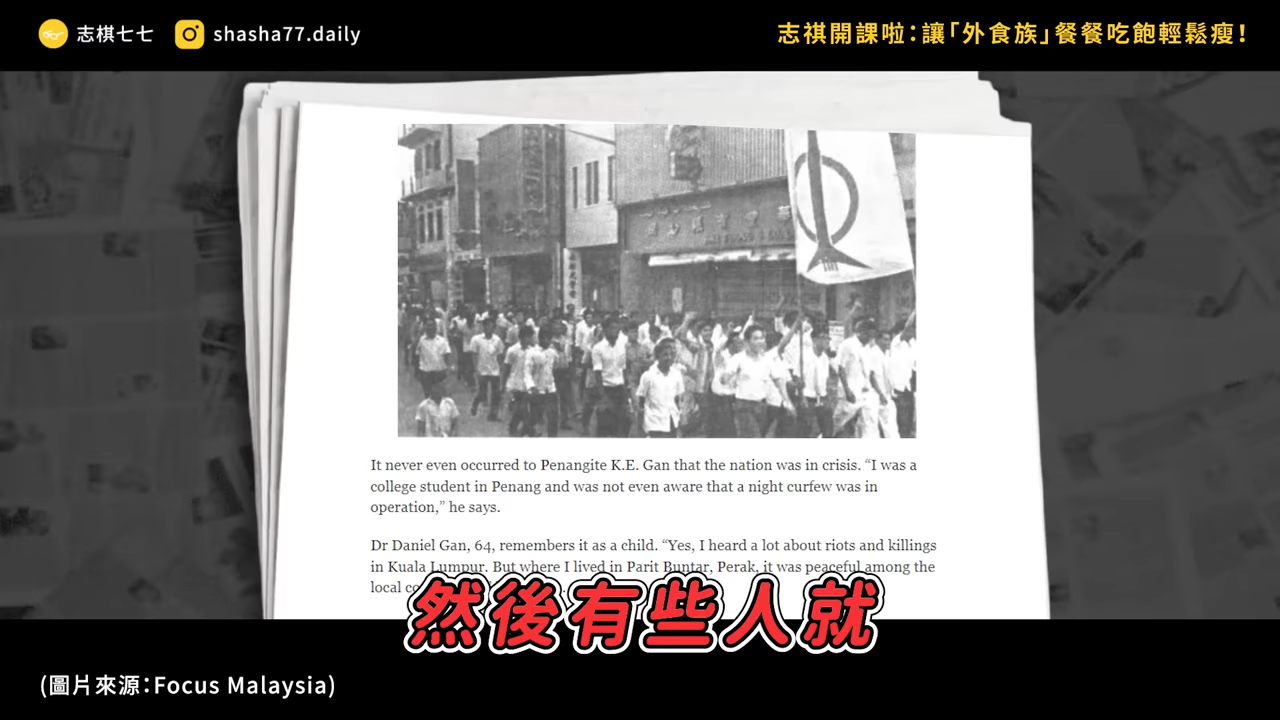 志棋七七
shasha77.daily
志祺開課啦：讓「外食族」餐餐吃飽輕鬆瘦！
It never even occurred to Penangite K.E. Gan that the nation was in crisis. “I was a
college student in Penang and was not even aware that a night curfew was in
operation,” he says.
Dr Daniel Gan, 64, remembers it as a child. “Yes, I heard a lot about riots and killings
in Kuala Lumpur. But where I lived in Parit Buntar, Perak, it was peaceful among the
local
然後有些人就
(圖片來源：Focus Malaysia)